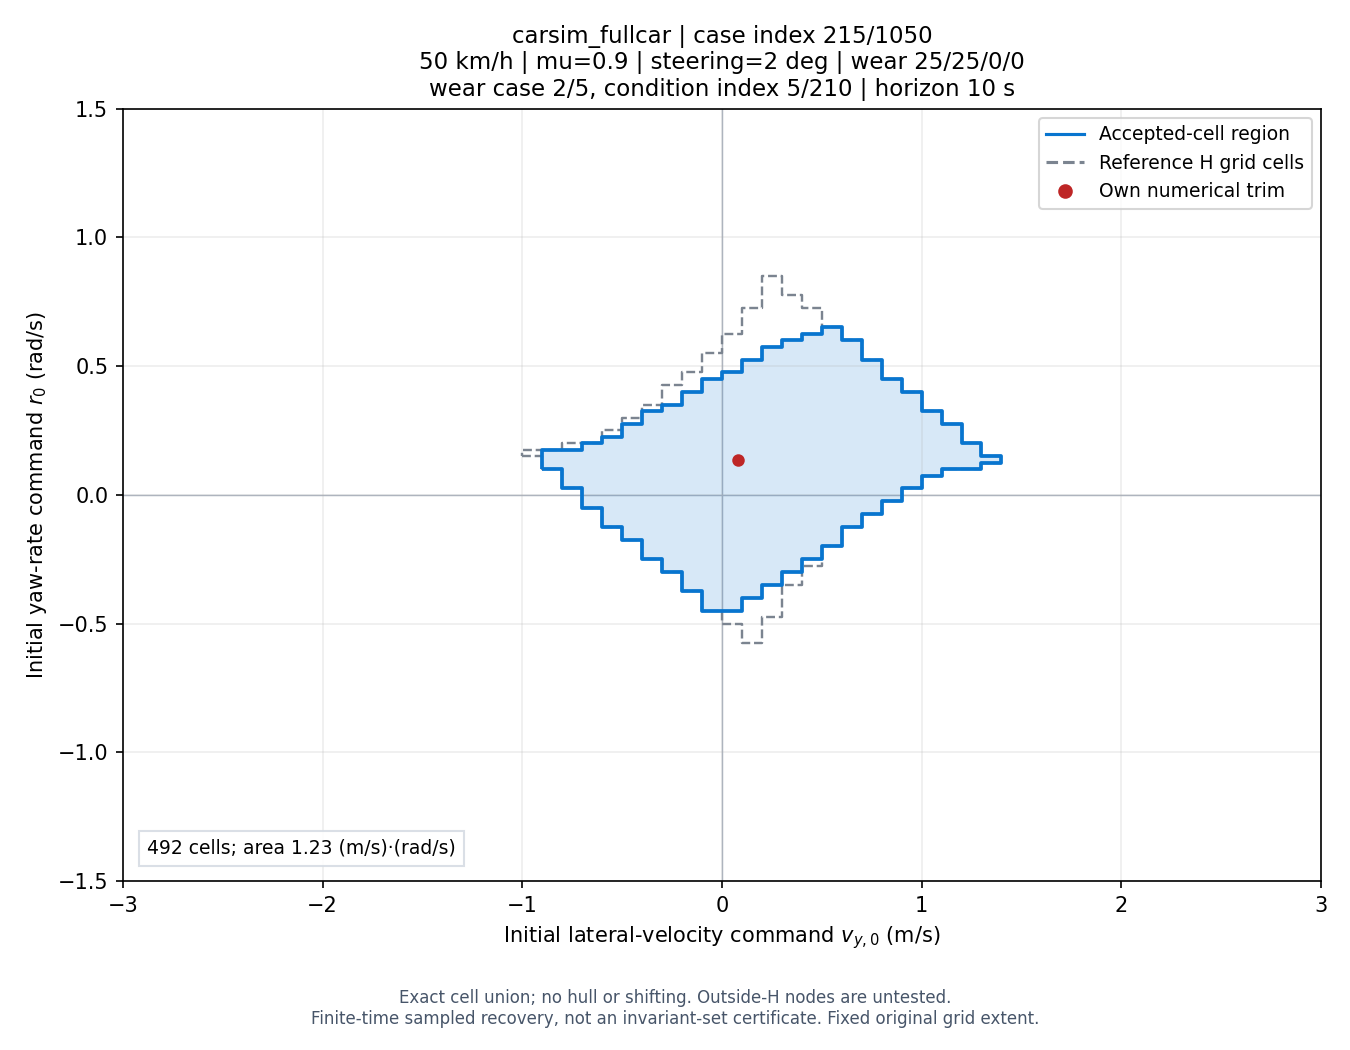 carsim_fullcar | case index 215/1050
50 km/h | mu=0.9 | steering=2 deg | wear 25/25/0/0
wear case 2/5, condition index 5/210 | horizon 10 s
Accepted-cell region
Reference H grid cells
Own numerical trim
1.5
1.0
0.5
0.0
−0.5
−1.0
−1.5
Initial yaw-rate command r0 (rad/s)
492 cells; area 1.23 (m/s)·(rad/s)
−3
−2
−1
0
1
2
3
Initial lateral-velocity command vy,0 (m/s)
Exact cell union; no hull or shifting. Outside-H nodes are untested.
Finite-time sampled recovery, not an invariant-set certificate. Fixed original grid extent.